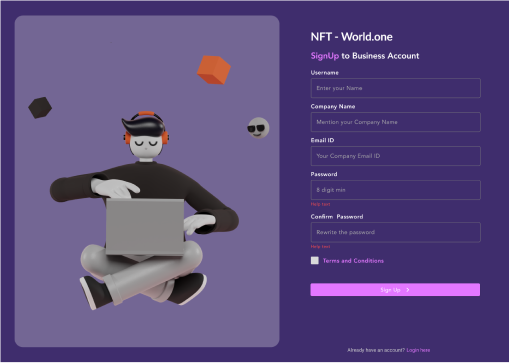 NFT - World.one
SignUp to Business Account
Username
Enter your Name
Company Name
Mention your Company Name
Email ID
Your Company Email ID
Password
8 digit min
Help text
Confirm Password
Rewrite the password
Help text
Terms and Conditions
Sign Up >
Already have an account? Login here